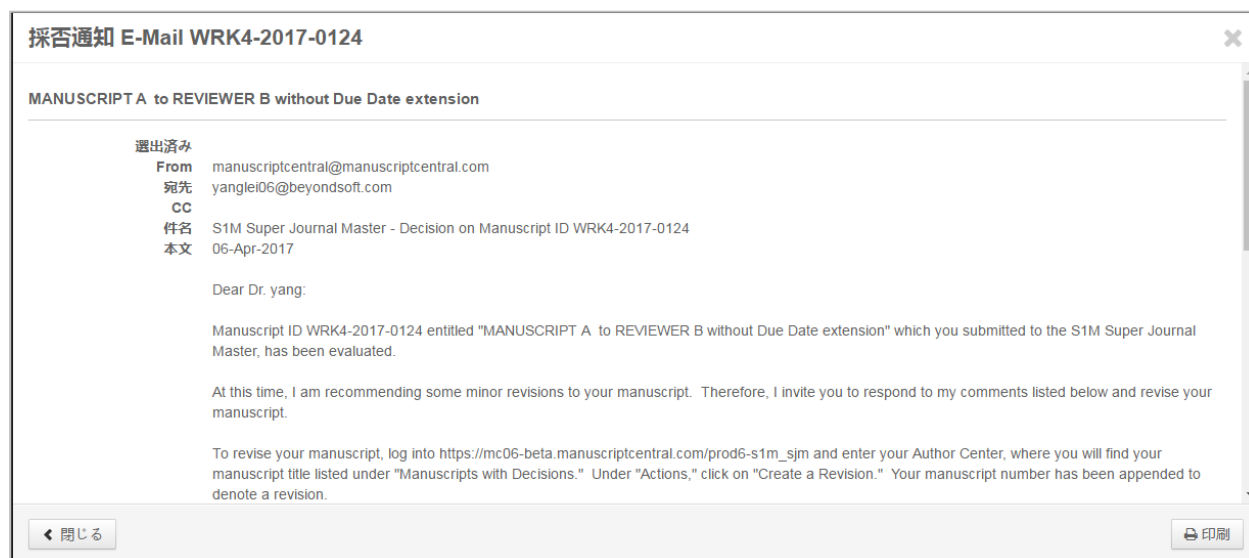 採否通知 E-Mail WRK4-2017-0124
MANUSCRIPT A  to REVIEWER B without Due Date extension
選出済み
From manuscriptcentral@manuscriptcentral.com
宛先 yanglei06@beyondsoft.com
CC
件名 S1M Super Journal Master - Decision on Manuscript ID WRK4-2017-0124
本文 06-Apr-2017
Dear Dr. yang:
Manuscript ID WRK4-2017-0124 entitled "MANUSCRIPT A  to REVIEWER B without Due Date extension" which you submitted to the S1M Super Journal
Master, has been evaluated.
At this time, I am recommending some minor revisions to your manuscript.  Therefore, I invite you to respond to my comments listed below and revise your
manuscript.
To revise your manuscript, log into https://mc06-beta.manuscriptcentral.com/prod6-s1m_sjm and enter your Author Center, where you will find your
manuscript title listed under "Manuscripts with Decisions."  Under "Actions," click on "Create a Revision."  Your manuscript number has been appended to
denote a revision.
閉じる
印刷